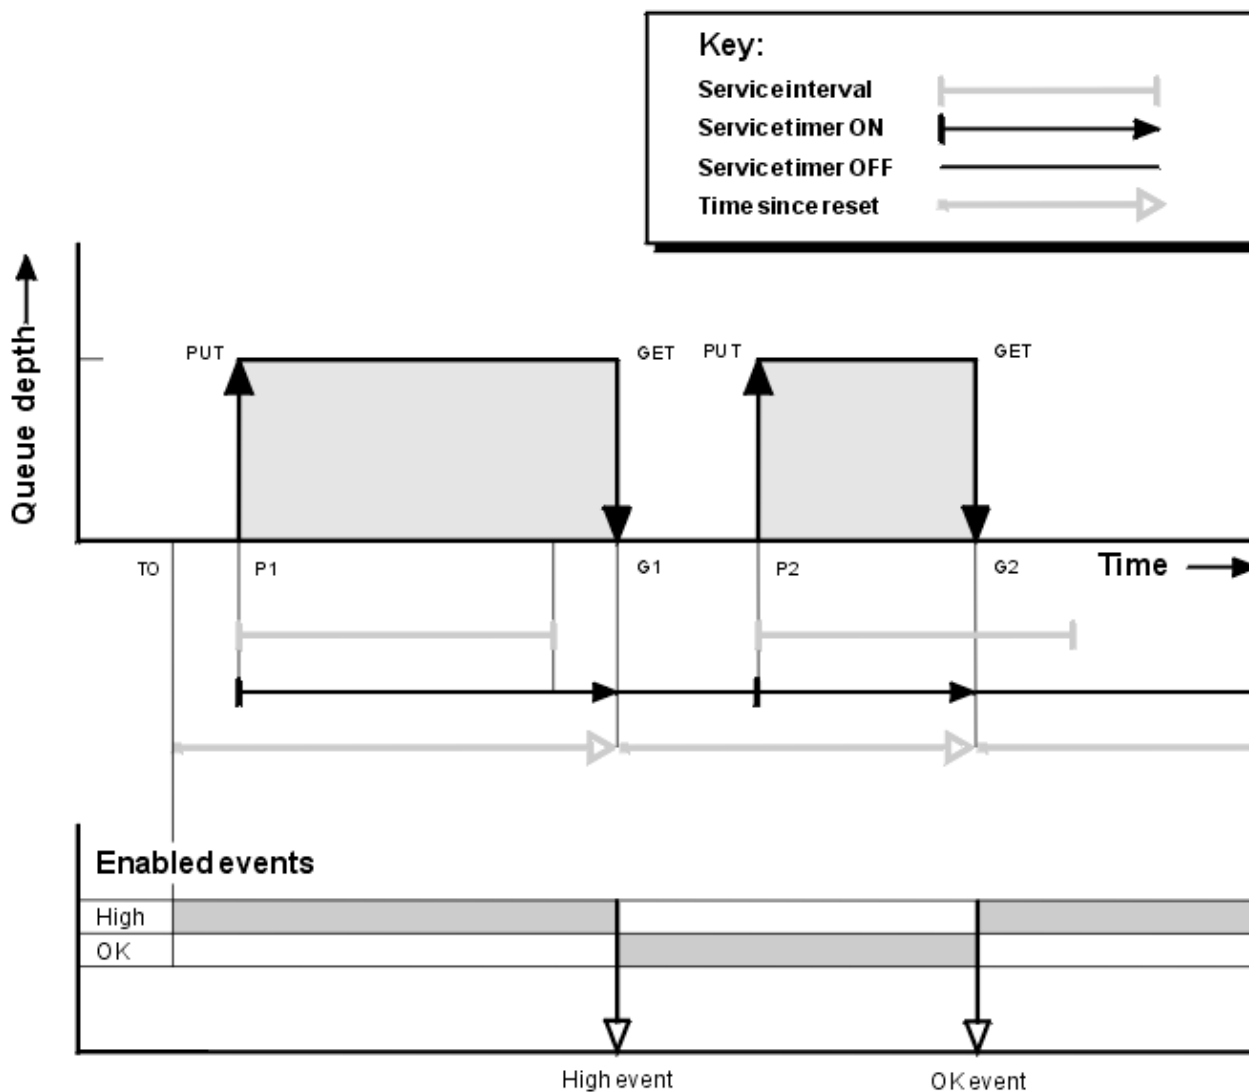 Key:
Service interval
Service timer ON
Service timer OFF
Time since reset
Queue depth
PUT
GET
PUT
GET
T0
P1
G1
P2
G2
Time
Enabled events
High
OK
High event
OK event